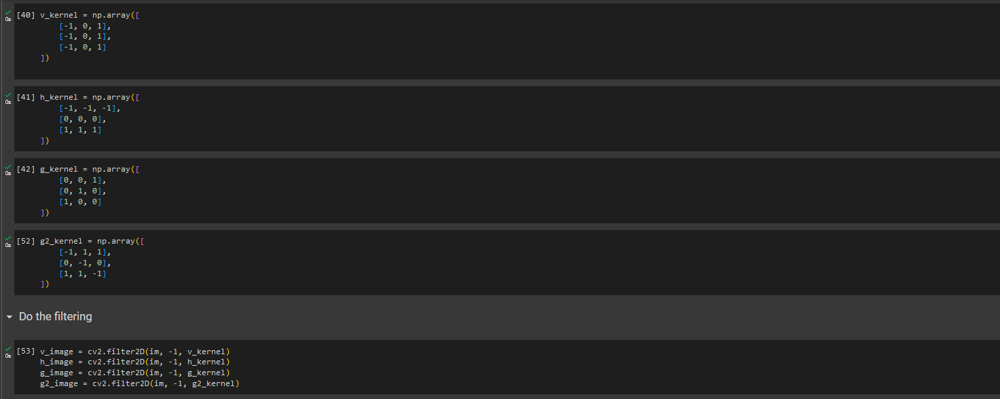 [40] v_kernel = np.array([
[-1, 0, 1],
[-1, 0, 1],
[-1, 0, 1]
])
0s
[41] h_kernel = np.array([
[-1, -1, -1],
[0, 0, 0],
[1, 1, 1]
])
0s
[42] g_kernel = np.array([
[0, 0, 1],
[0, 1, 0],
[1, 0, 0]
])
0s
[52] g2_kernel = np.array([
[-1, 1, 1],
[0, -1, 0],
[1, 1, -1]
])
0s
Do the filtering
[53] v_image = cv2.filter2D(im, -1, v_kernel)
0s
h_image = cv2.filter2D(im, -1, h_kernel)
g_image = cv2.filter2D(im, -1, g_kernel)
g2_image = cv2.filter2D(im, -1, g2_kernel)